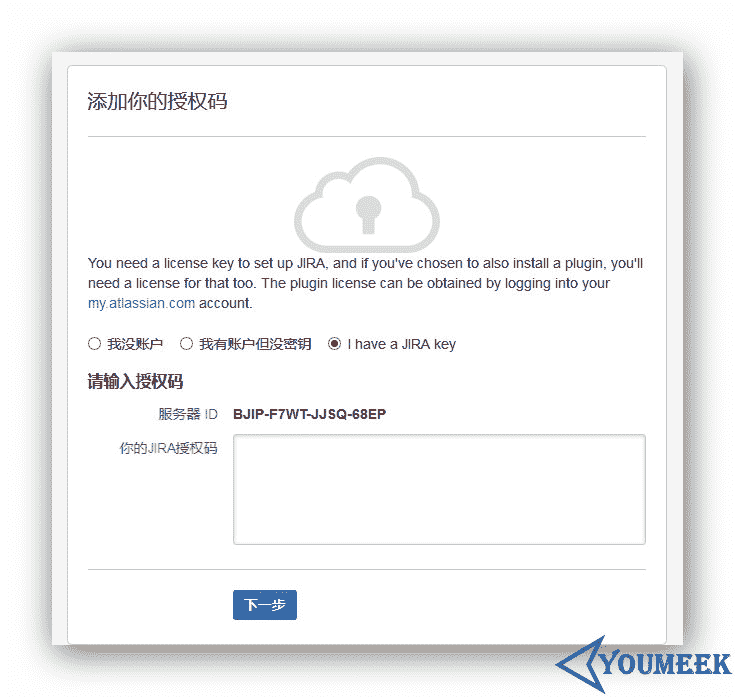 添加你的授权码
You need a license key to set up JIRA, and if you've chosen to also install a plugin, you'll
need a license for that too. The plugin license can be obtained by logging into your
my.atlassian.com account.
我没账户 我有账户但没密钥 I have a JIRA key
请输入授权码
服务器 ID BJIP-F7WT-JJSQ-68EP
你的JIRA授权码
下一步
YOUMEEK